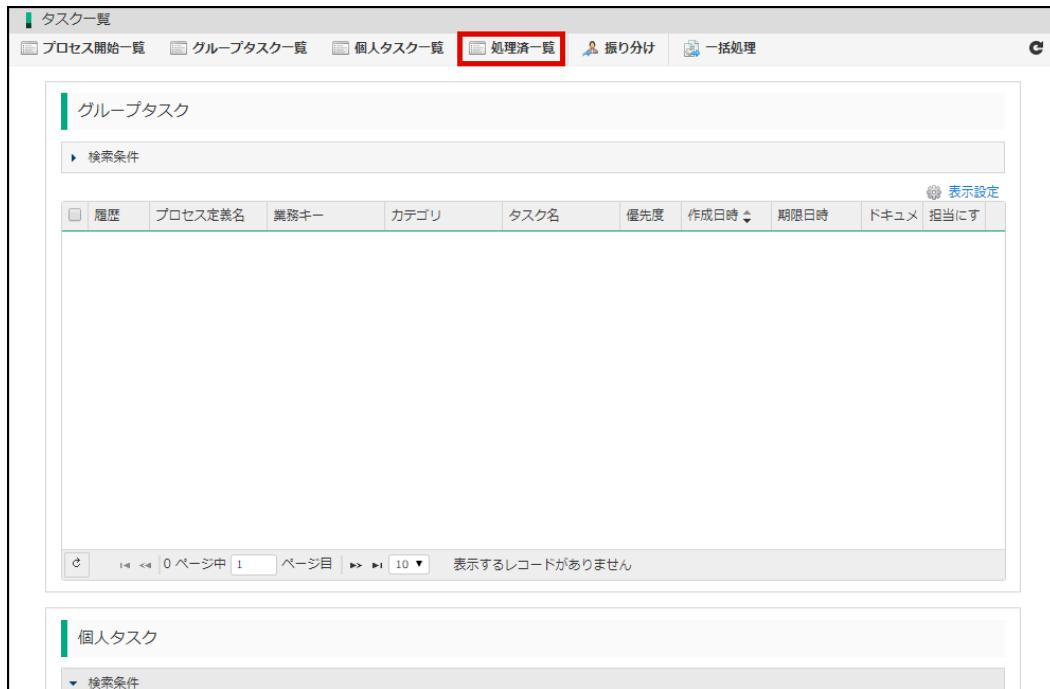 タスク一覧
プロセス開始一覧 グループタスク一覧 個人タスク一覧 処理済一覧 振り分け 一括処理
グループタスク
検索条件
表示設定
履歴 プロセス定義名 業務キー カテゴリ タスク名 優先度 作成日時 期限日時 ドキュメ 担当にす
0 ページ中 1 ページ目 10 表示するレコードがありません
個人タスク
検索条件